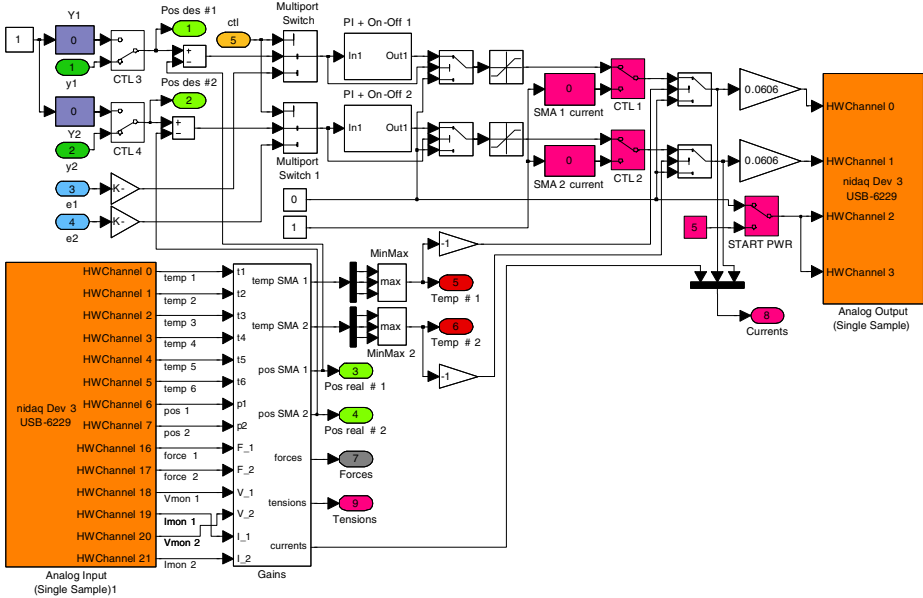 Y1
Pos des #1
ctl
Multiport
Switch
PI + On-Off 1
1
0
1
5
In1
Out1
1
y1
CTL 3
Pos des#2
0
2
PI + On-Off 2
In1
Out1
0
SMA 1 current
CTL 1
0.0606
HWChannel 0
Y2
2
y2
CTL 4
Multiport
Switch 1
0
SMA 2 current
CTL 2
0.0606
HWChannel 1
nidaq Dev 3
USB-6229
3
e1
K-
4
e2
K-
0
1
5
START PWR
HWChannel 2
HWChannel 3
Analog Output
(Single Sample)
-1
MinMax
max
5
Temp # 1
max
MinMax 2
6
Temp # 2
-1
8
Currents
nidaq Dev 3
USB-6229
HWChannel 0
HWChannel 1
HWChannel 2
HWChannel 3
HWChannel 4
HWChannel 5
HWChannel 6
HWChannel 7
HWChannel 16
HWChannel 17
HWChannel 18
HWChannel 19
HWChannel 20
HWChannel 21
temp 1
temp 2
temp 3
temp 4
temp 5
temp 6
pos 1
pos 2
force 1
force 2
Vmon 1
Imon 1
Vmon 2
Imon 2
t1
t2
t3
t4
t5
t6
p1
p2
F_1
F_2
V_1
V_2
I_1
I_2
temp SMA 1
temp SMA 2
pos SMA 1
pos SMA 2
forces
tensions
currents
3
Pos real # 1
4
Pos real # 2
7
Forces
9
Tensions
Analog Input
(Single Sample)1
Gains